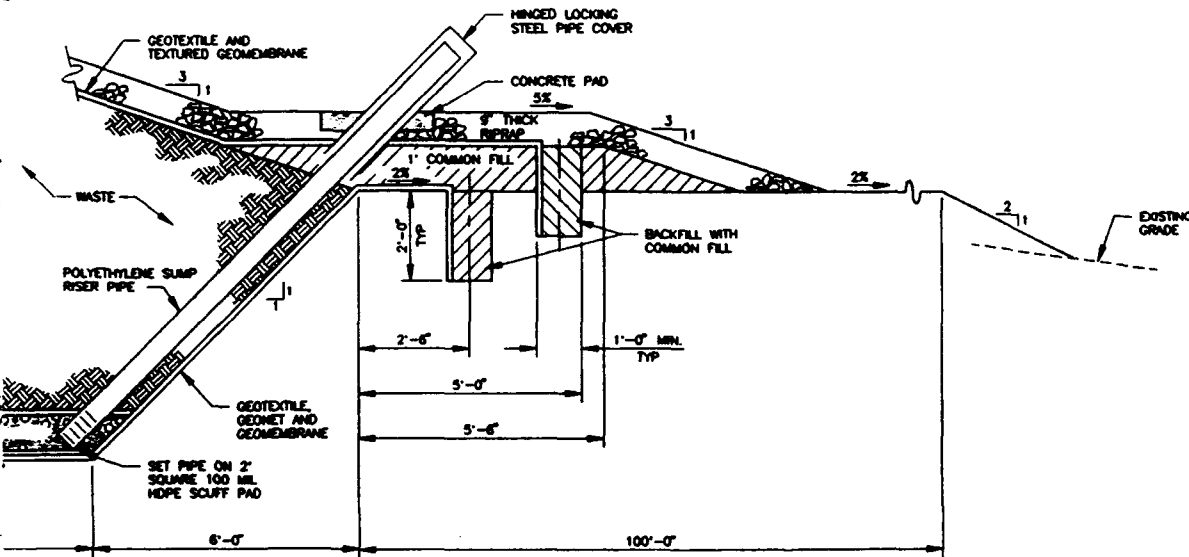 HINGED LOCKING
STEEL PIPE COVER
GEOTEXTILE AND
TEXTURED GEOMEMBRANE
3
1
CONCRETE PAD
5%
9" THICK
RIPRAP
3
1
1' COMMON FILL
2%
2%
WASTE
2'-0"
TYP
BACKFILL WITH
COMMON FILL
2
1
EXISTING
GRADE
POLYETHYLENE SUMP
RISER PIPE
1
1
2'-6"
1'-0" MIN.
TYP
5'-0"
GEOTEXTILE,
GEONET AND
GEOMEMBRANE
5'-6"
SET PIPE ON 2'
SQUARE 100 MIL
HDPE SCUFF PAD
6'-0"
100'-0"